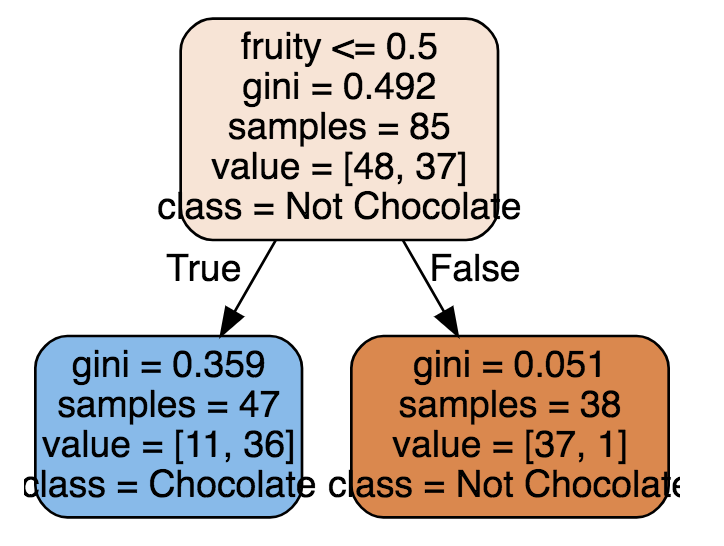 fruity <= 0.5
gini = 0.492
samples = 85
value = [48, 37]
class = Not Chocolate
True
False
gini = 0.359
samples = 47
value = [11, 36]
class = Chocolate
gini = 0.051
samples = 38
value = [37, 1]
class = Not Chocolate